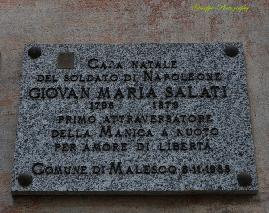 Casa natale
del soldato di Napoleone
GIOVAN MARIA SALATI
1796 1879
primo attraversatore
della Manica a nuoto
per amore di libertà
Comune di Malesco